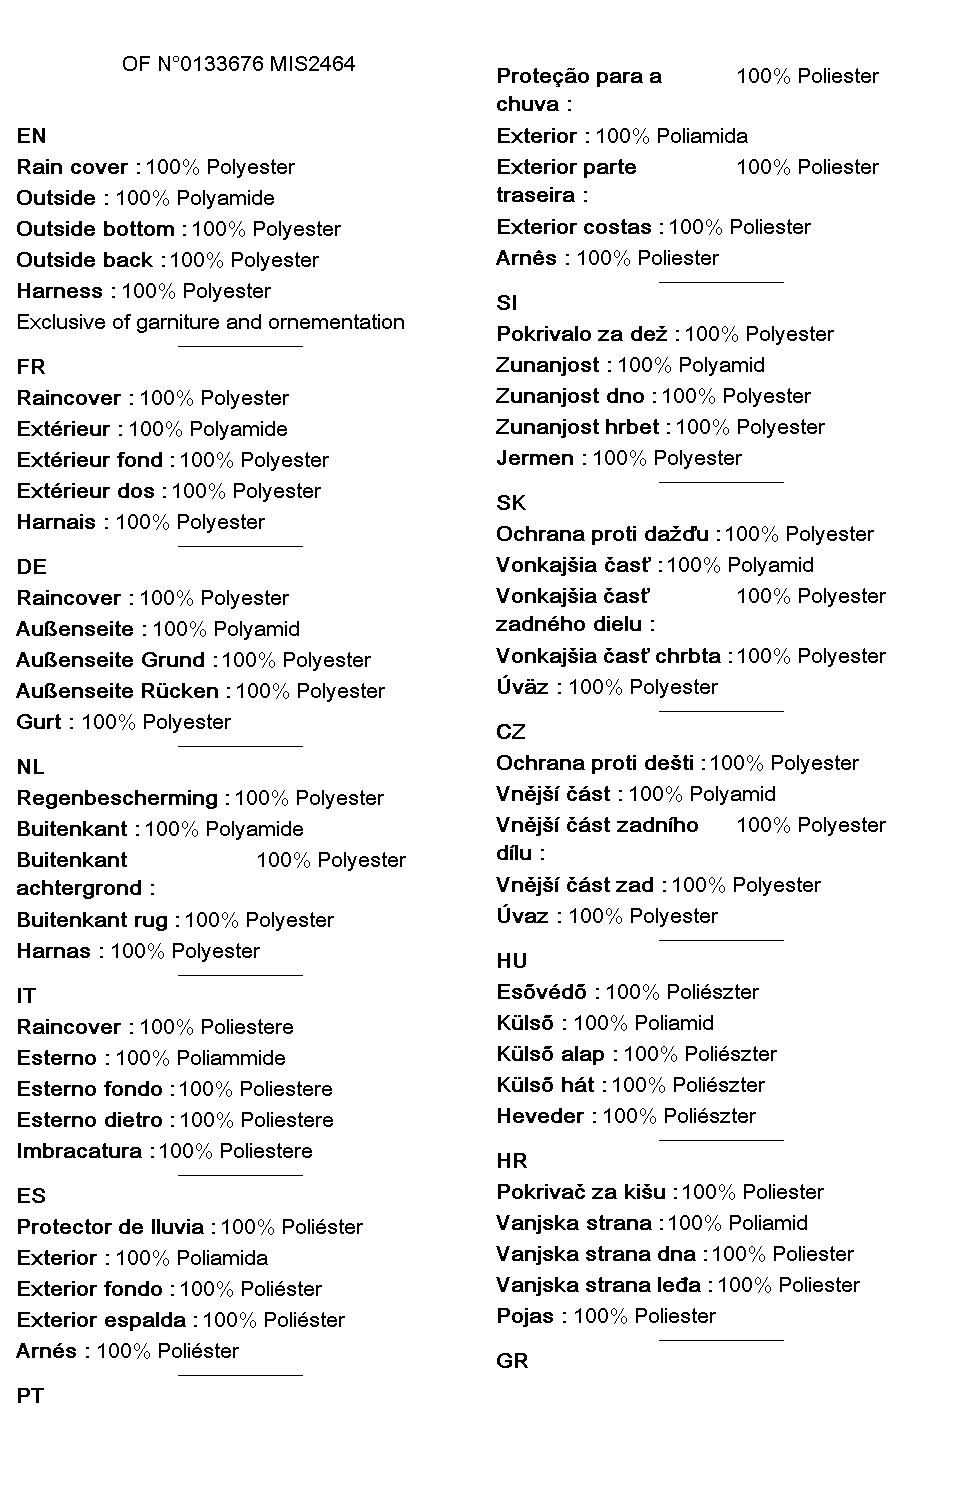 OF N°0133676 MIS2464
EN
Rain cover : 100% Polyester
Outside : 100% Polyamide
Outside bottom : 100% Polyester
Outside back : 100% Polyester
Harness : 100% Polyester
Exclusive of garniture and ornementation
FR
Raincover : 100% Polyester
Extérieur : 100% Polyamide
Extérieur fond : 100% Polyester
Extérieur dos : 100% Polyester
Harnais : 100% Polyester
DE
Raincover : 100% Polyester
Außenseite : 100% Polyamid
Außenseite Grund : 100% Polyester
Außenseite Rücken : 100% Polyester
Gurt : 100% Polyester
NL
Regenbescherming : 100% Polyester
Buitenkant : 100% Polyamide
Buitenkant 100% Polyester
achtergrond :
Buitenkant rug : 100% Polyester
Harnas : 100% Polyester
IT
Raincover : 100% Poliestere
Esterno : 100% Poliammide
Esterno fondo : 100% Poliestere
Esterno dietro : 100% Poliestere
Imbracatura : 100% Poliestere
ES
Protector de lluvia : 100% Poliéster
Exterior : 100% Poliamida
Exterior fondo : 100% Poliéster
Exterior espalda : 100% Poliéster
Arnés : 100% Poliéster
PT
Proteção para a 100% Poliester
chuva :
Exterior : 100% Poliamida
Exterior parte 100% Poliester
traseira :
Exterior costas : 100% Poliester
Arnês : 100% Poliester
SI
Pokrivalo za dež : 100% Polyester
Zunanjost : 100% Polyamid
Zunanjost dno : 100% Polyester
Zunanjost hrbet : 100% Polyester
Jermen : 100% Polyester
SK
Ochrana proti dažďu : 100% Polyester
Vonkajšia časť : 100% Polyamid
Vonkajšia časť 100% Polyester
zadného dielu :
Vonkajšia časť chrbta : 100% Polyester
Úväz : 100% Polyester
CZ
Ochrana proti dešti : 100% Polyester
Vnější část : 100% Polyamid
Vnější část zadního 100% Polyester
dílu :
Vnější část zad : 100% Polyester
Úvaz : 100% Polyester
HU
Esővédő : 100% Poliészter
Külső : 100% Poliamid
Külső alap : 100% Poliészter
Külső hát : 100% Poliészter
Heveder : 100% Poliészter
HR
Pokrivač za kišu : 100% Poliester
Vanjska strana : 100% Poliamid
Vanjska strana dna : 100% Poliester
Vanjska strana leđa : 100% Poliester
Pojas : 100% Poliester
GR